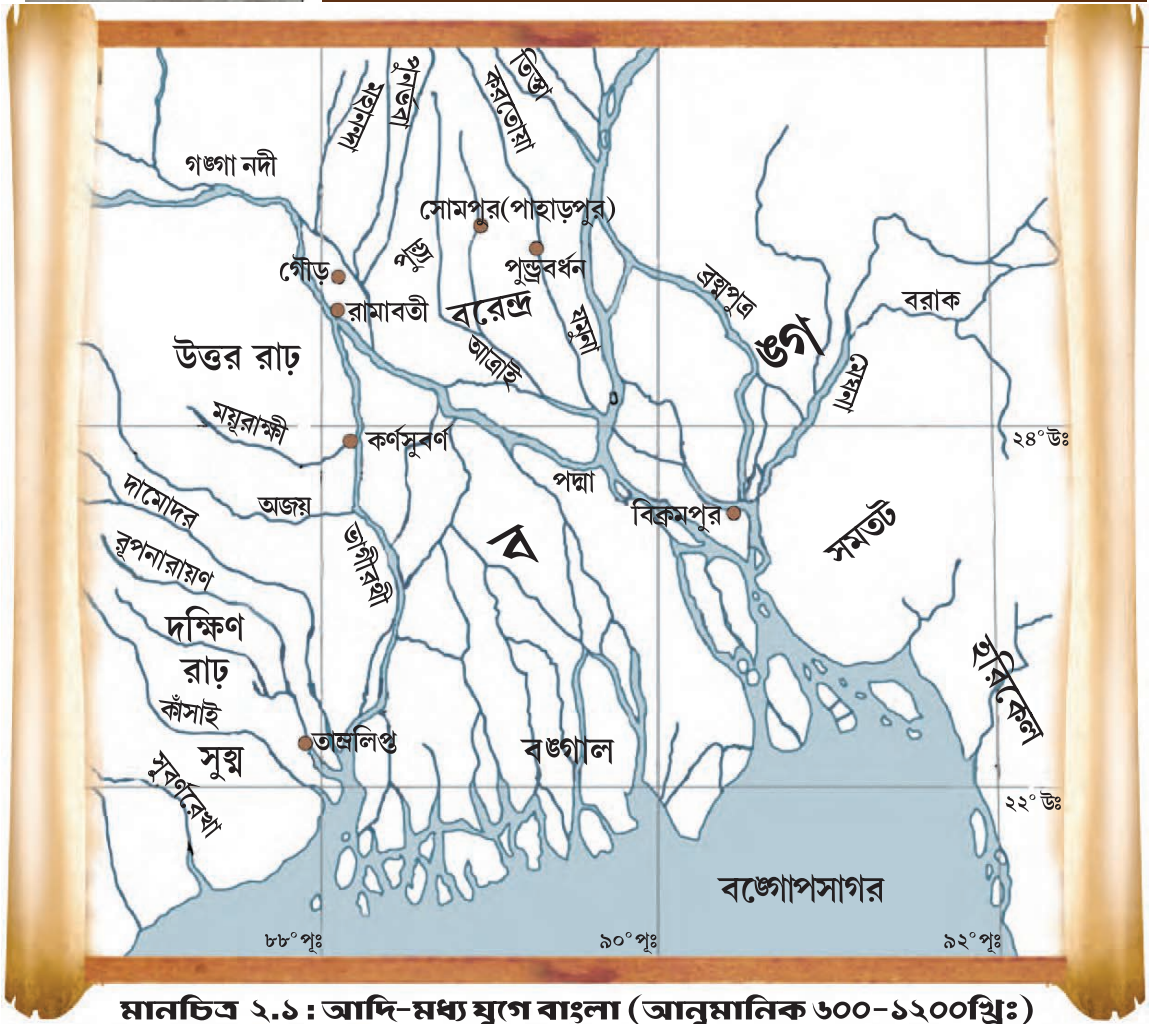 মহানন্দা
পুনর্ভবা
করতোয়া
তিস্তা
গঙ্গা নদী
সোমপুর(পাহাড়পুর)
পুন্ড্র
পুন্ড্রবর্ধন
গৌড়
রামাবতী
বরেন্দ্র
যমুনা
ব্রহ্মপুত্র
বরাক
উত্তর রাঢ়
আত্রাই
ঙ্গ
মেঘনা
ময়ূরাক্ষী
কর্ণসুবর্ণ
২৪° উঃ
পদ্মা
দামোদর
অজয়
বিক্রমপুর
সমতট
রূপনারায়ণ
ভাগীরথী
ব
দক্ষিণ
রাঢ়
হরিকেল
কাঁসাই
তাম্রলিপ্ত
বঙ্গাল
সুহ্ম
সুবর্ণরেখা
২২° উঃ
বঙ্গোপসাগর
৮৮° পূঃ
৯০° পূঃ
৯২° পূঃ
মানচিত্র ২.১ : আদি-মধ্য যুগে বাংলা (আনুমানিক ৬০০-১২০০খ্রিঃ)